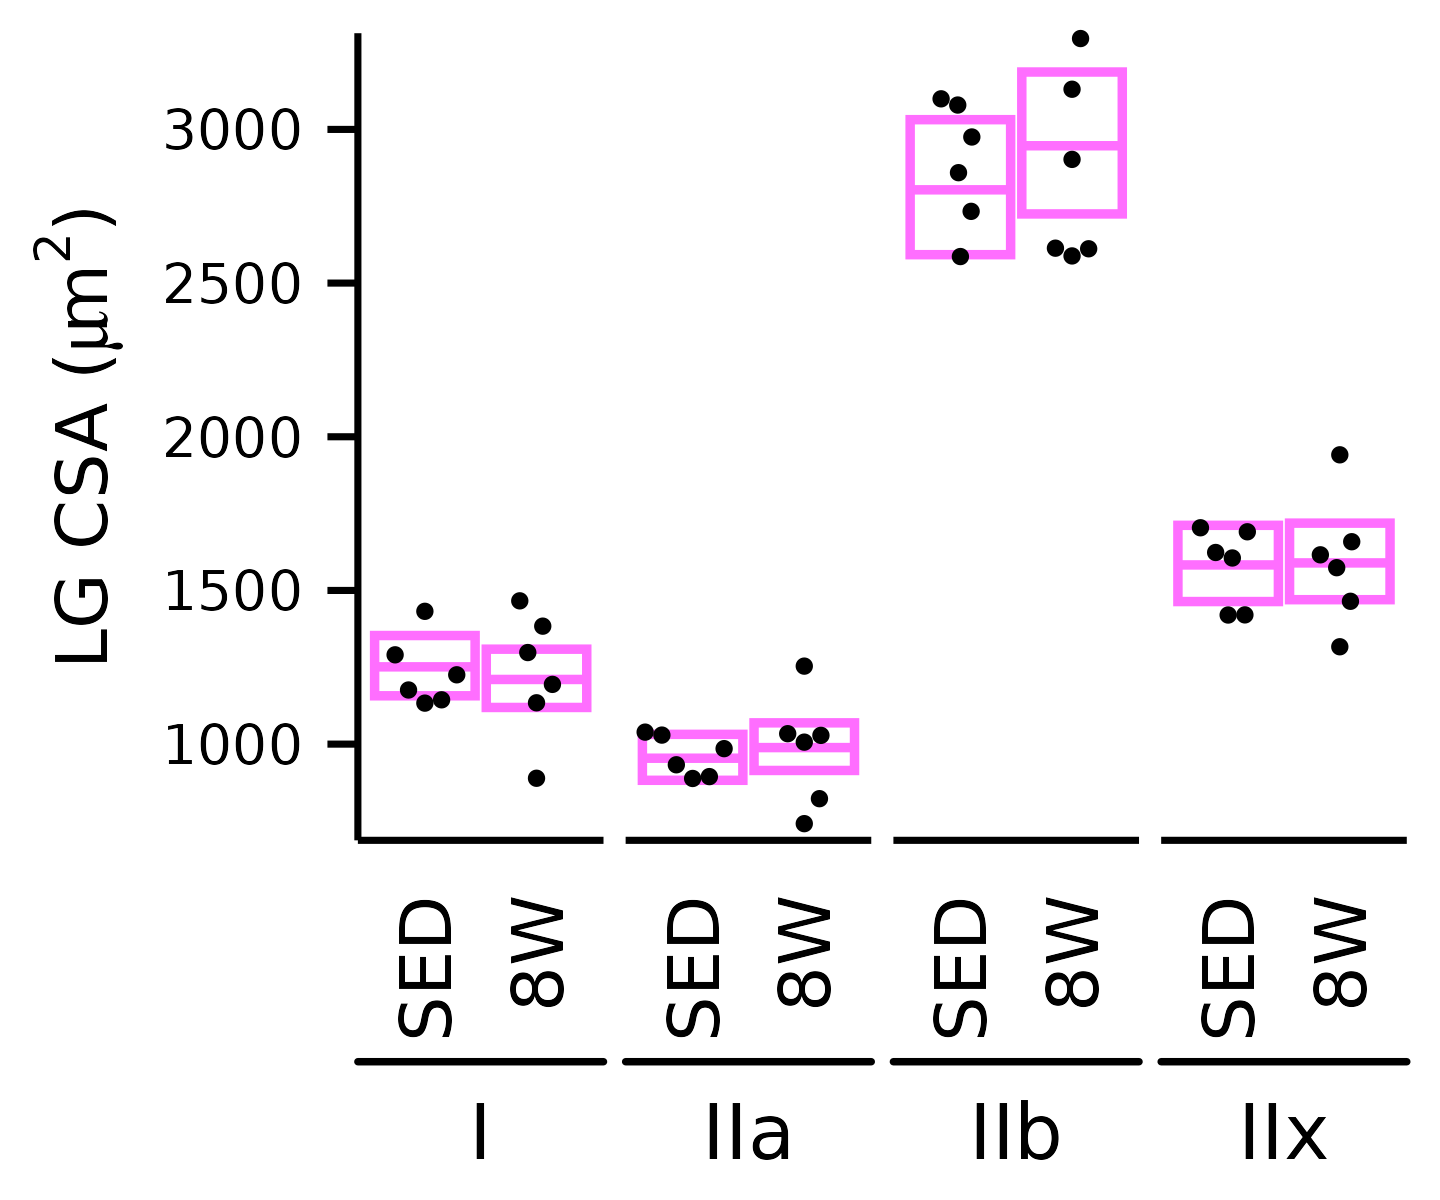 LG CSA (μm²)
3000
2500
2000
1500
1000
SED 8W SED 8W SED 8W SED 8W
I IIa IIb IIx